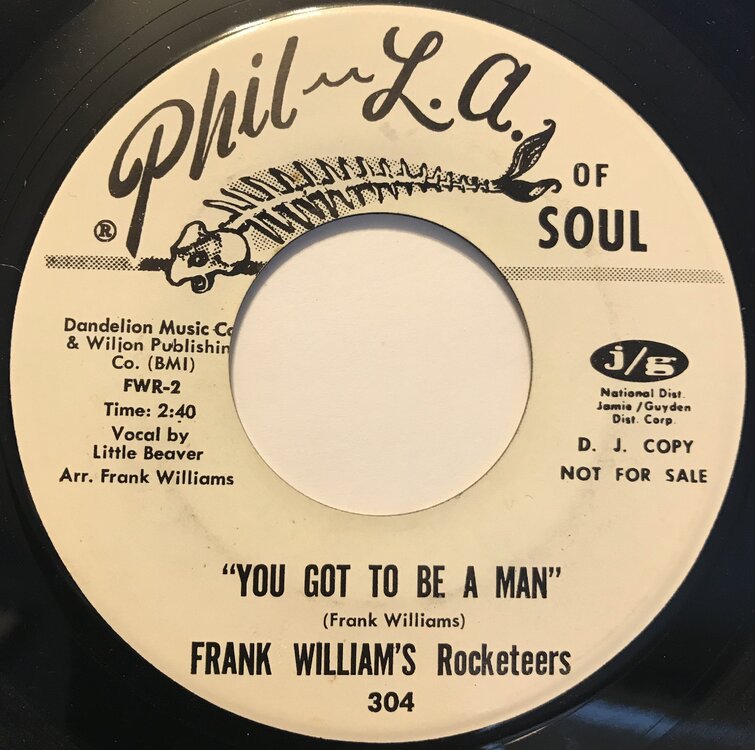 Phil-L.A.
OF
SOUL
®
Dandelion Music Co
& Wiljon Publishin
Co. (BMI)
FWR-2
Time: 2:40
Vocal by
Little Beaver
Arr. Frank Williams
j/g
National Dist.
Jamie/Guyden
Dist. Corp.
D. J. COPY
NOT FOR SALE
"YOU GOT TO BE A MAN"
(Frank Williams)
FRANK WILLIAM'S Rocketeers
304